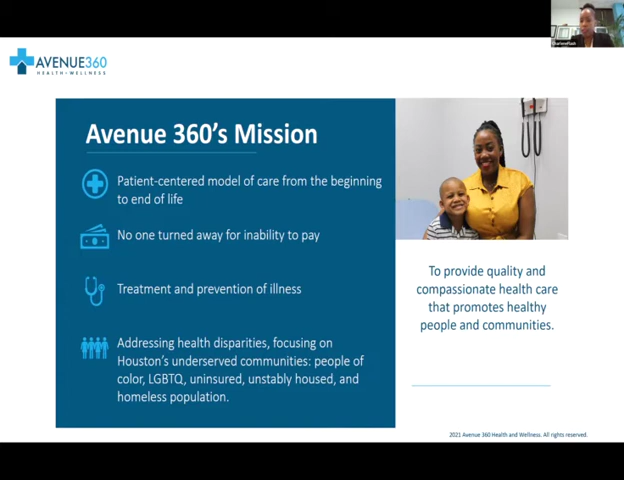 AVENUE360
HEALTH + WELLNESS
Avenue 360's Mission
Patient-centered model of care from the beginning
to end of life
No one turned away for inability to pay
Treatment and prevention of illness
Addressing health disparities, focusing on
Houston's underserved communities: people of
color, LGBTQ, uninsured, unstably housed, and
homeless population.
To provide quality and
compassionate health care
that promotes healthy
people and communities.
2021 Avenue 360 Health and Wellness. All rights reserved.